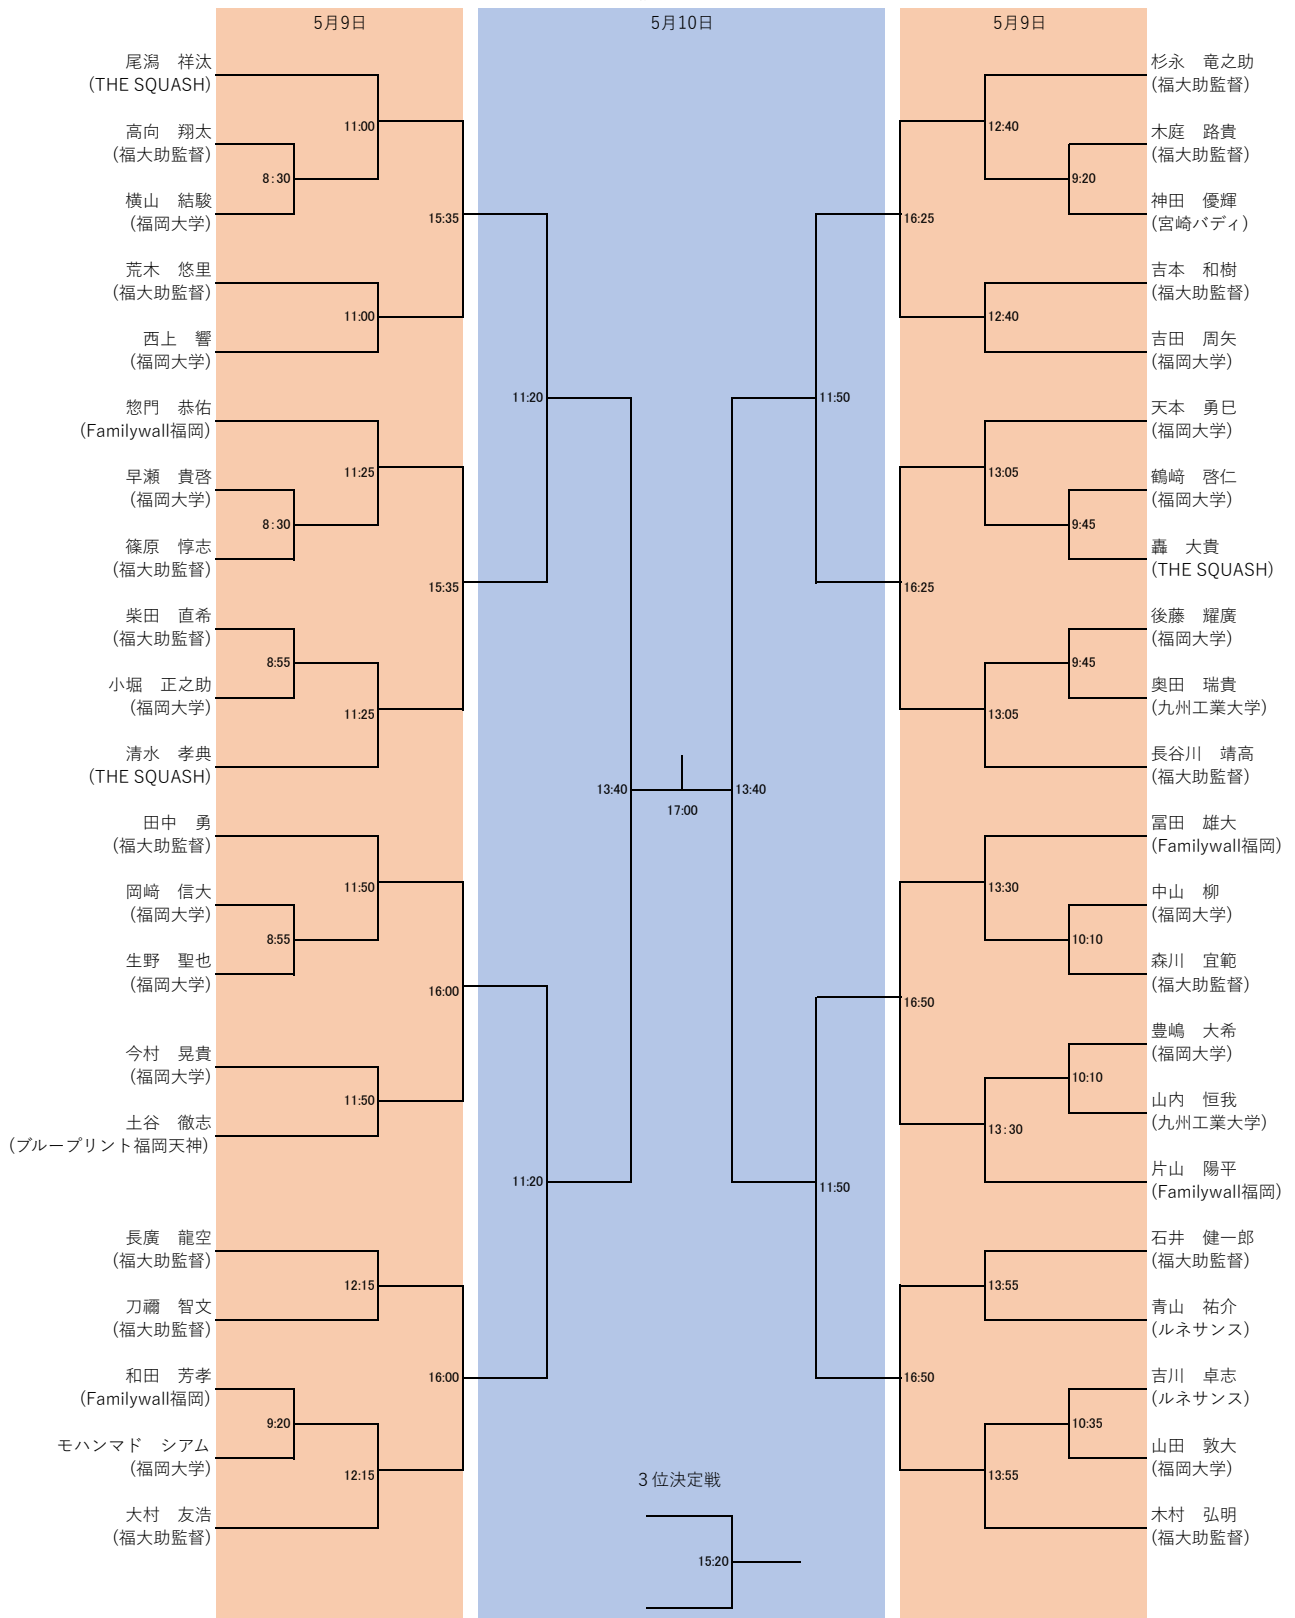 5月9日
5月10日
5月9日
尾潟　祥汰
(THE SQUASH)
11:00
高向　翔太
(福大助監督)
8：30
横山　結駿
(福岡大学)
15:35
荒木　悠里
(福大助監督)
11:00
西上　響
(福岡大学)
11:20
惣門　恭佑
(Familywall福岡)
11:25
早瀬　貴啓
(福岡大学)
8：30
篠原　惇志
(福大助監督)
15:35
柴田　直希
(福大助監督)
8:55
小堀　正之助
(福岡大学)
11:25
清水　孝典
(THE SQUASH)
13:40
田中　勇
(福大助監督)
11:50
岡﨑　信大
(福岡大学)
8:55
生野　聖也
(福岡大学)
16:00
今村　晃貴
(福岡大学)
11:50
土谷　徹志
(ブループリント福岡天神)
11:20
長廣　龍空
(福大助監督)
12:15
刀禰　智文
(福大助監督)
16:00
和田　芳孝
(Familywall福岡)
9:20
モハンマド　シアム
(福岡大学)
12:15
大村　友浩
(福大助監督)
17:00
３位決定戦
15:20
杉永　竜之助
(福大助監督)
12:40
木庭　路貴
(福大助監督)
9:20
神田　優輝
(宮崎バディ)
16:25
吉本　和樹
(福大助監督)
12:40
吉田　周矢
(福岡大学)
11:50
天本　勇巳
(福岡大学)
13:05
鶴﨑　啓仁
(福岡大学)
9:45
轟　大貴
(THE SQUASH)
16:25
後藤　耀廣
(福岡大学)
9:45
奥田　瑞貴
(九州工業大学)
13:05
長谷川　靖高
(福大助監督)
13:40
冨田　雄大
(Familywall福岡)
13:30
中山　柳
(福岡大学)
10:10
森川　宜範
(福大助監督)
16:50
豊嶋　大希
(福岡大学)
10:10
山内　恒我
(九州工業大学)
13：30
片山　陽平
(Familywall福岡)
11:50
石井　健一郎
(福大助監督)
13:55
青山　祐介
(ルネサンス)
16:50
吉川　卓志
(ルネサンス)
10:35
山田　敦大
(福岡大学)
13:55
木村　弘明
(福大助監督)